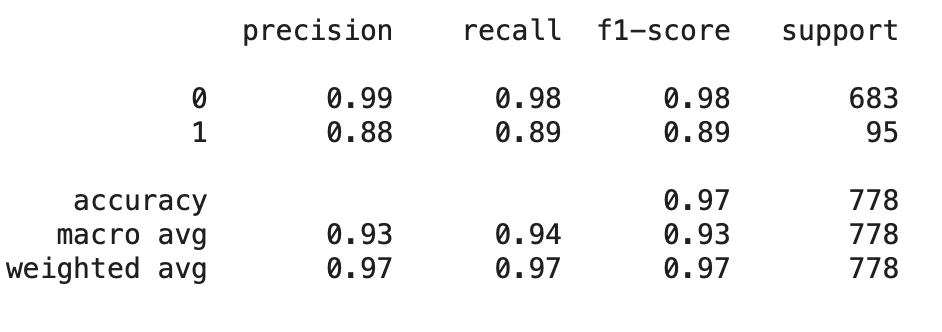 precision recall f1-score support
0 0.99 0.98 0.98 683
1 0.88 0.89 0.89 95
accuracy 0.97 778
macro avg 0.93 0.94 0.93 778
weighted avg 0.97 0.97 0.97 778